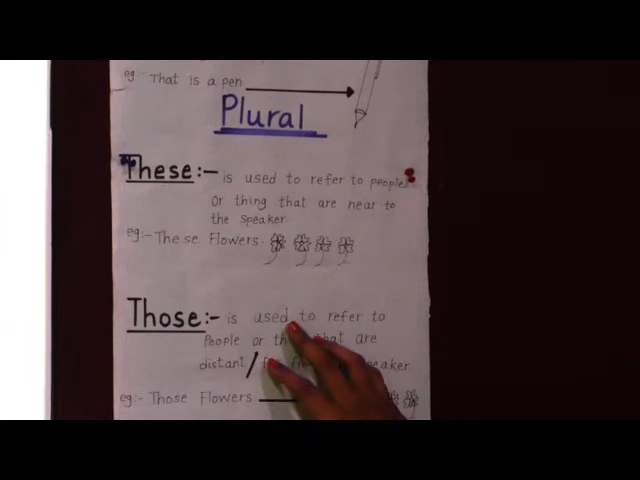 eg:- That is a pen
Plural
These:- is used to refer to people
Or thing that are near to
the speaker.
eg:- These Flowers.
Those:- is used to refer to
People or that are
distant / speaker
eg:- Those Flowers